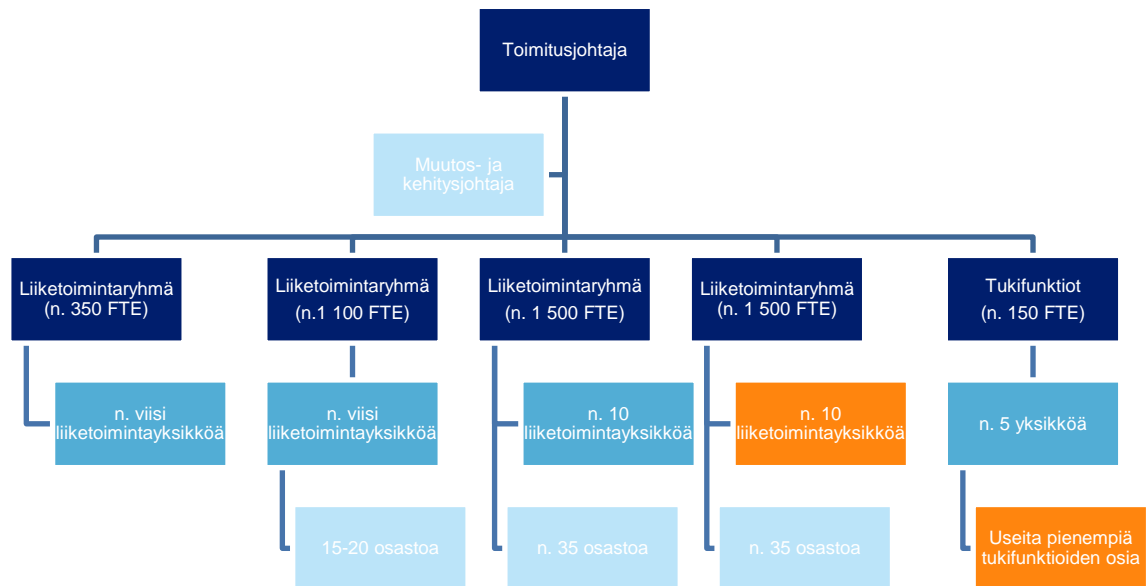 Toimitusjohtaja
Muutos- ja
kehitysjohtaja
Liiketoimintaryhmä
(n. 350 FTE)
Liiketoimintaryhmä
(n.1 100 FTE)
Liiketoimintaryhmä
(n. 1 500 FTE)
Liiketoimintaryhmä
(n. 1 500 FTE)
Tukifunktiot
(n. 150 FTE)
n. viisi
liiketoimintayksikköä
n. viisi
liiketoimintayksikköä
n. 10
liiketoimintayksikköä
n. 10
liiketoimintayksikköä
n. 5 yksikköä
15-20 osastoa
n. 35 osastoa
n. 35 osastoa
Useita pienempiä
tukifunktioiden osia